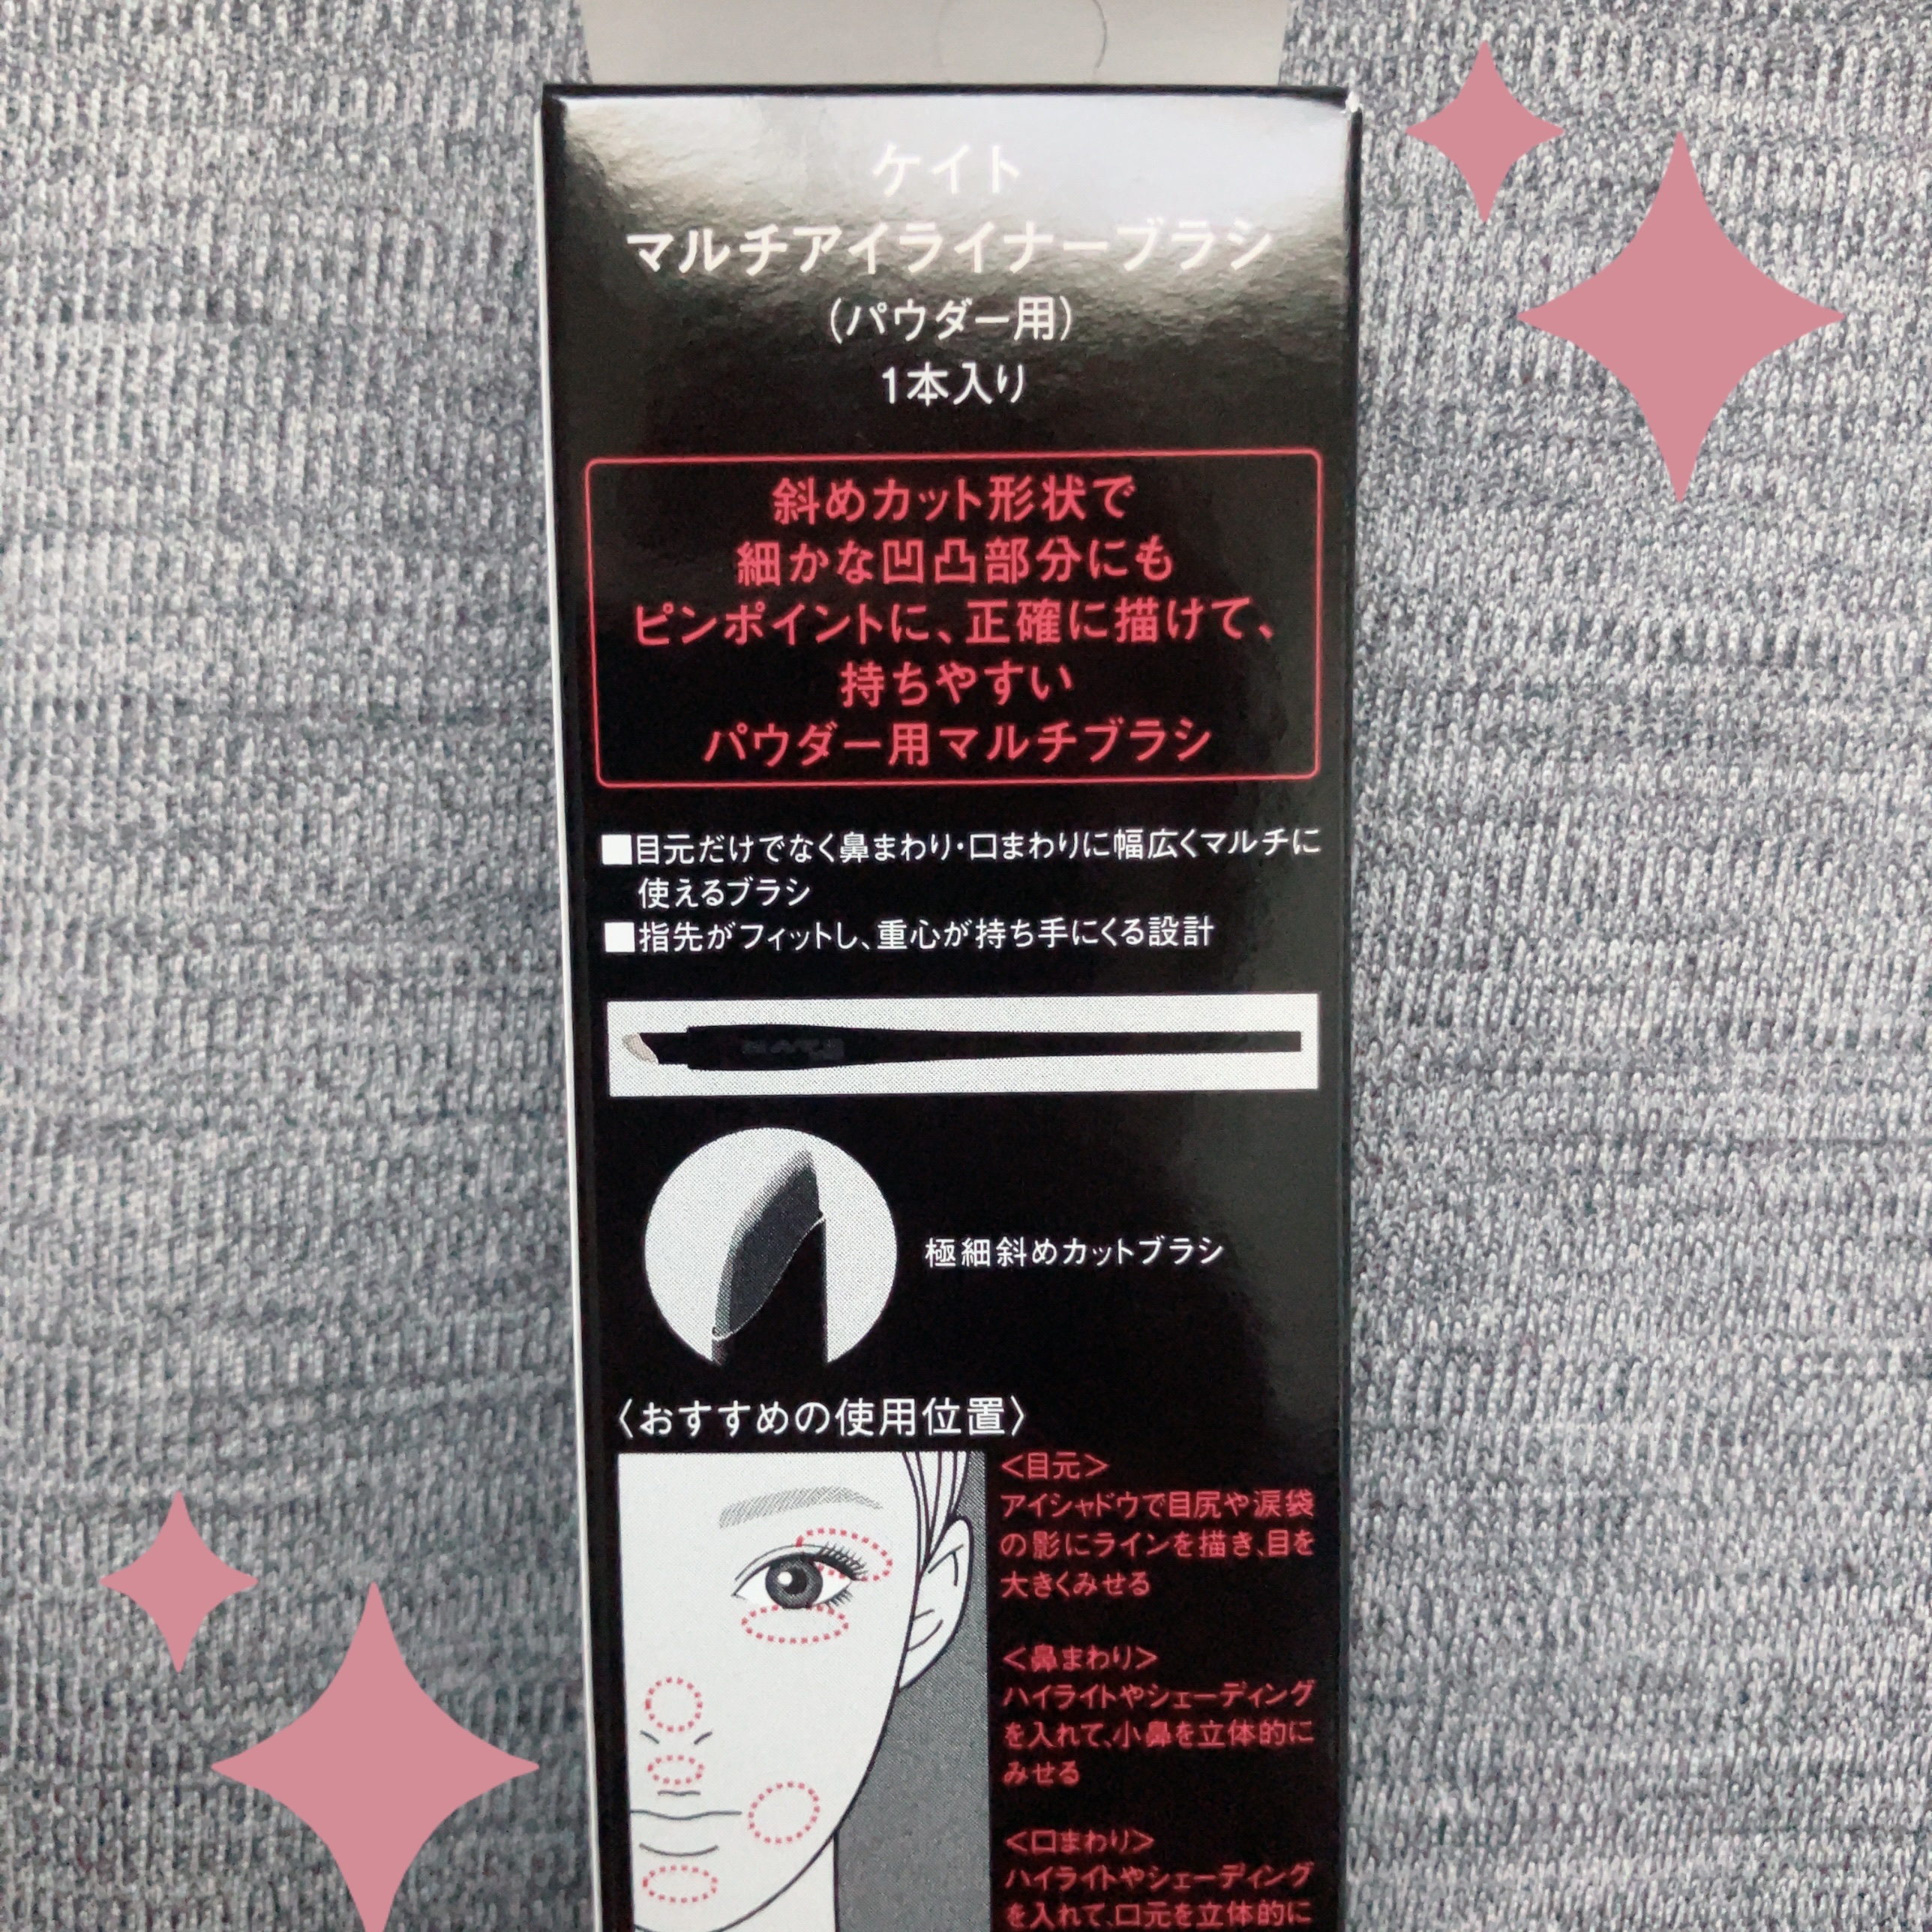 ケイト
マルチアイライナーブラシ
(パウダー用)
1本入り
斜めカット形状で
細かな凹凸部分にも
ピンポイントに、正確に描けて、
持ちやすい
パウダー用マルチブラシ
■目元だけでなく鼻まわり・口まわりに幅広くマルチに
使えるブラシ
■指先がフィットし、重心が持ち手にくる設計
極細斜めカットブラシ
〈おすすめの使用位置〉
＜目元＞
アイシャドウで目尻や涙袋
の影にラインを描き、目を
大きくみせる
＜鼻まわり＞
ハイライトやシェーディング
を入れて、小鼻を立体的に
みせる
＜口まわり＞
ハイライトやシェーディング
を入れて、口元を立体的に